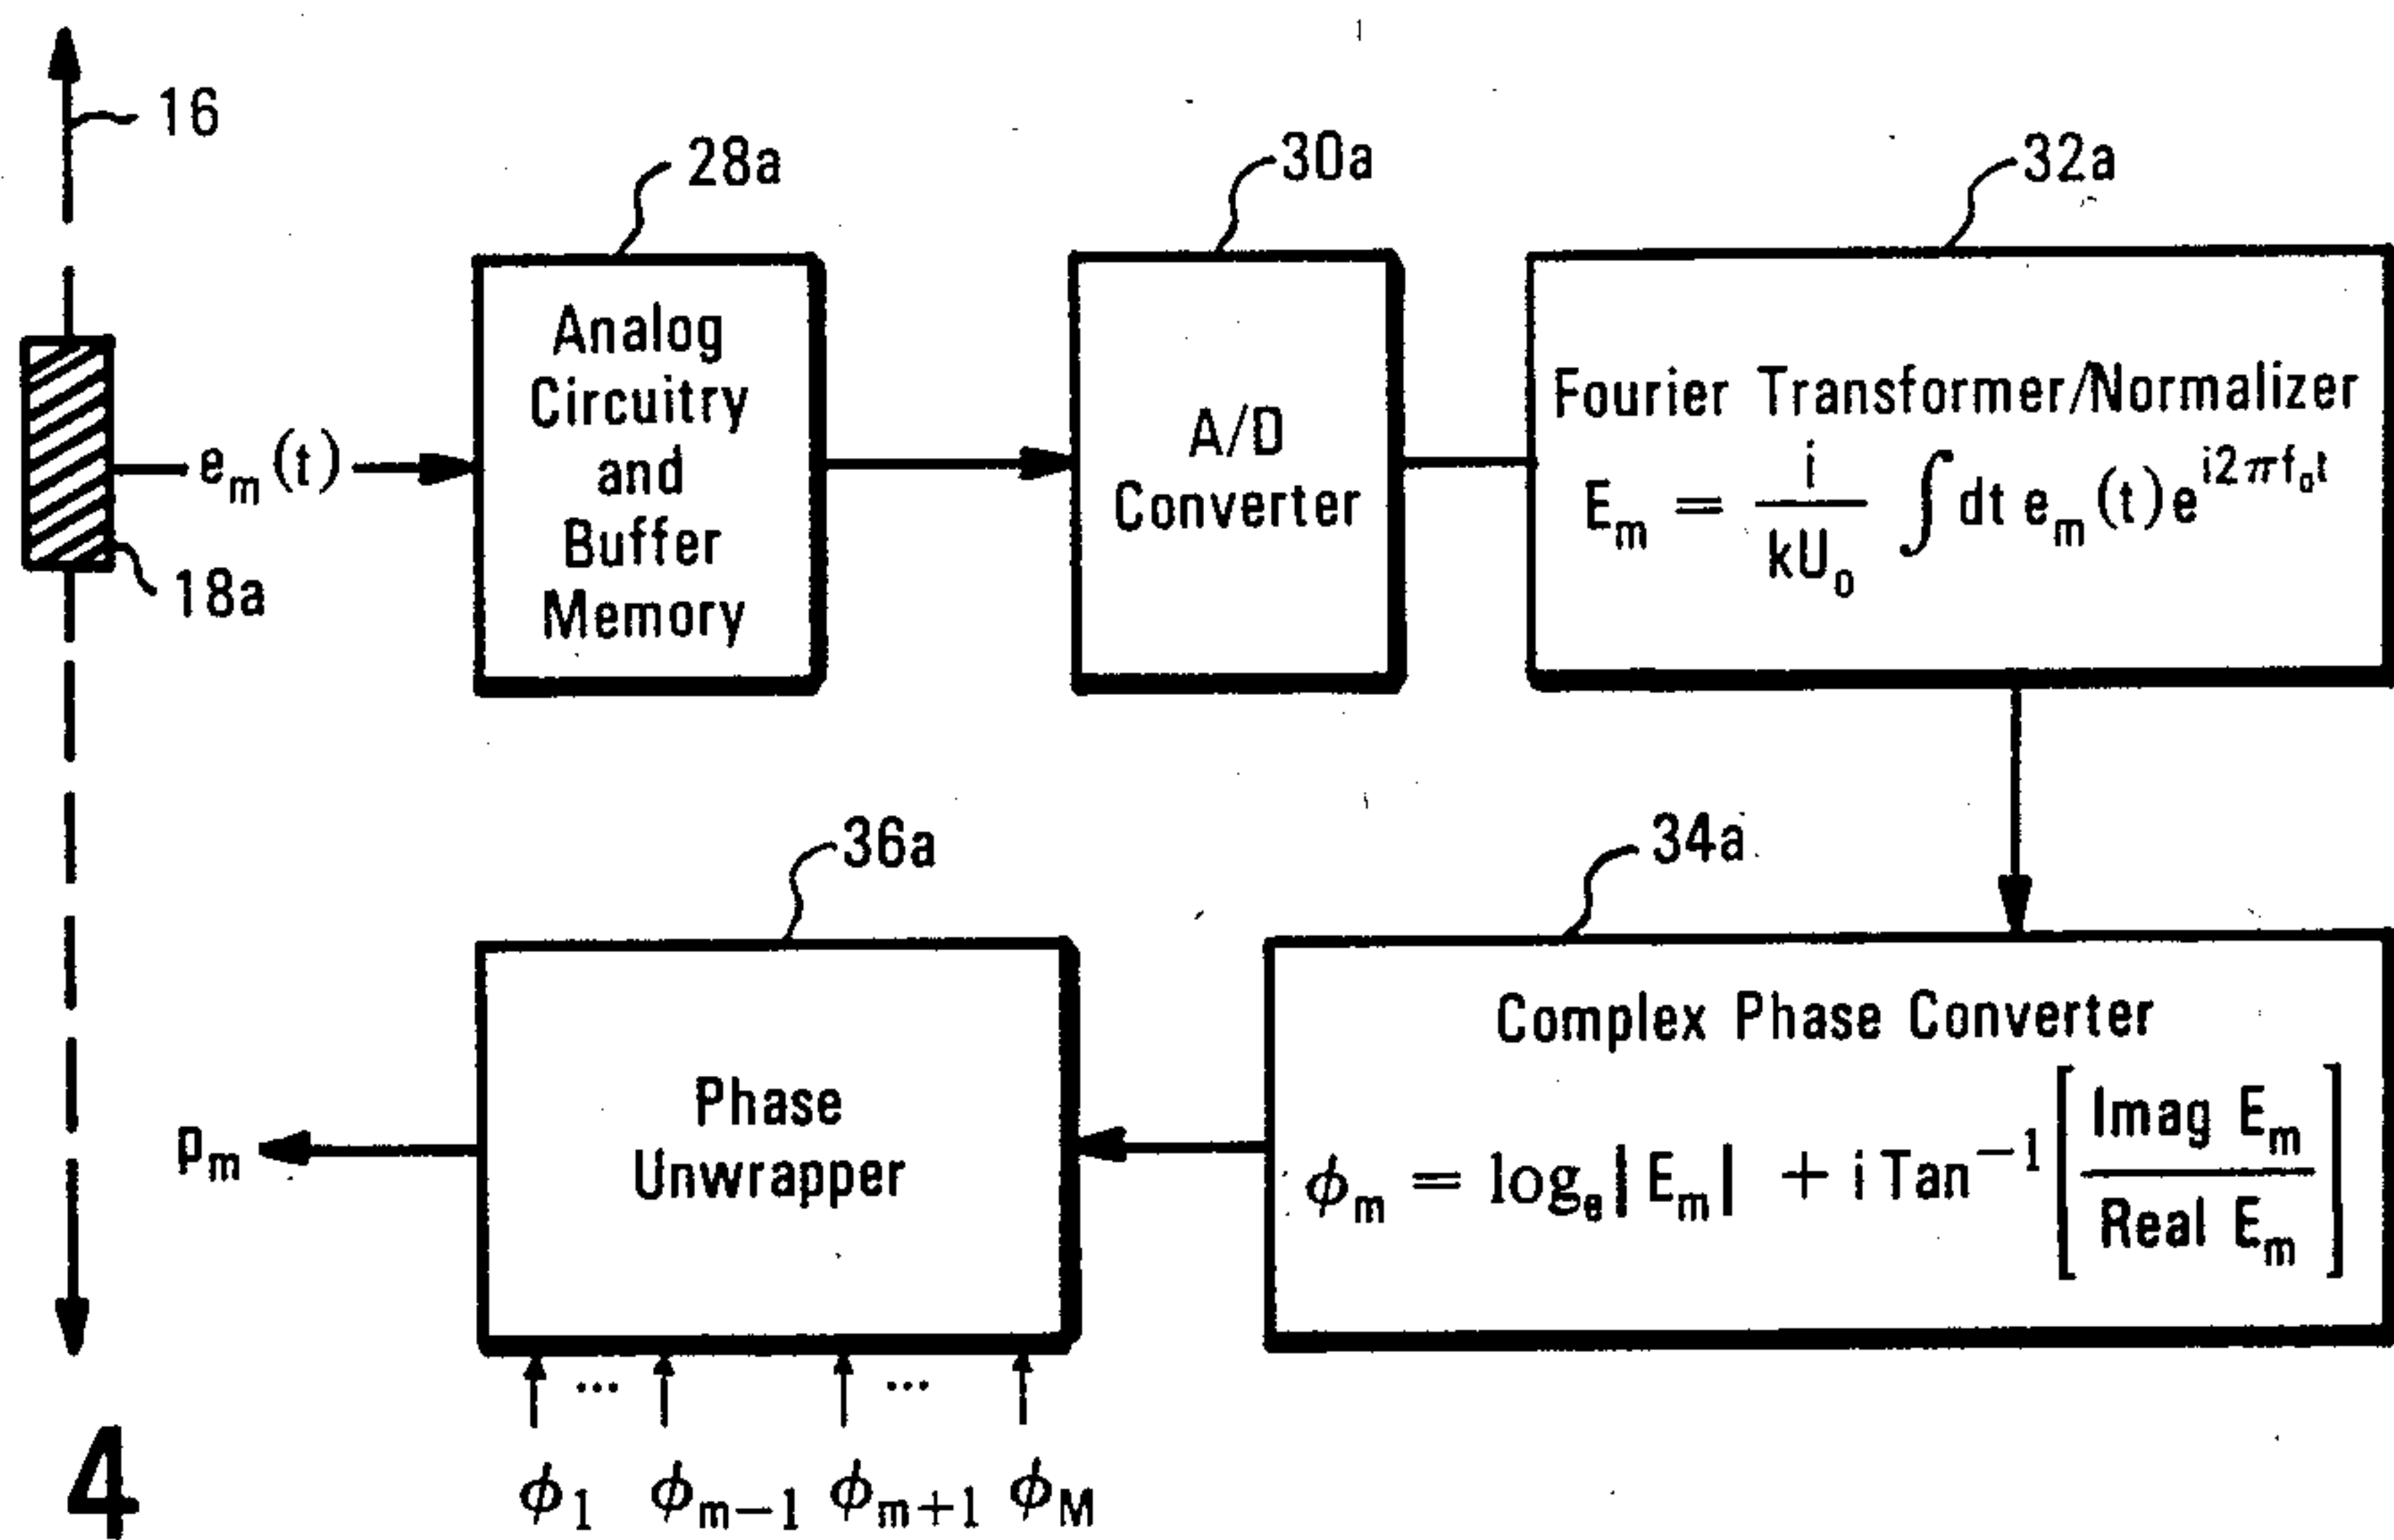 16
28a
30a
32a
Analog
Circuitry
and
Buffer
Memory
A/D
Converter
Fourier Transformer/Normalizer
E_m = i/kU_o ∫ dt e_m(t) e^{i2πf_o t}
e_m(t)
18a
36a
34a
Phase
Unwrapper
Complex Phase Converter
ϕ_m = log_e|E_m| + i Tan^{-1}[Imag E_m / Real E_m]
p_m
... ...
ϕ_1 ϕ_{m-1} ϕ_{m+1} ϕ_M
4